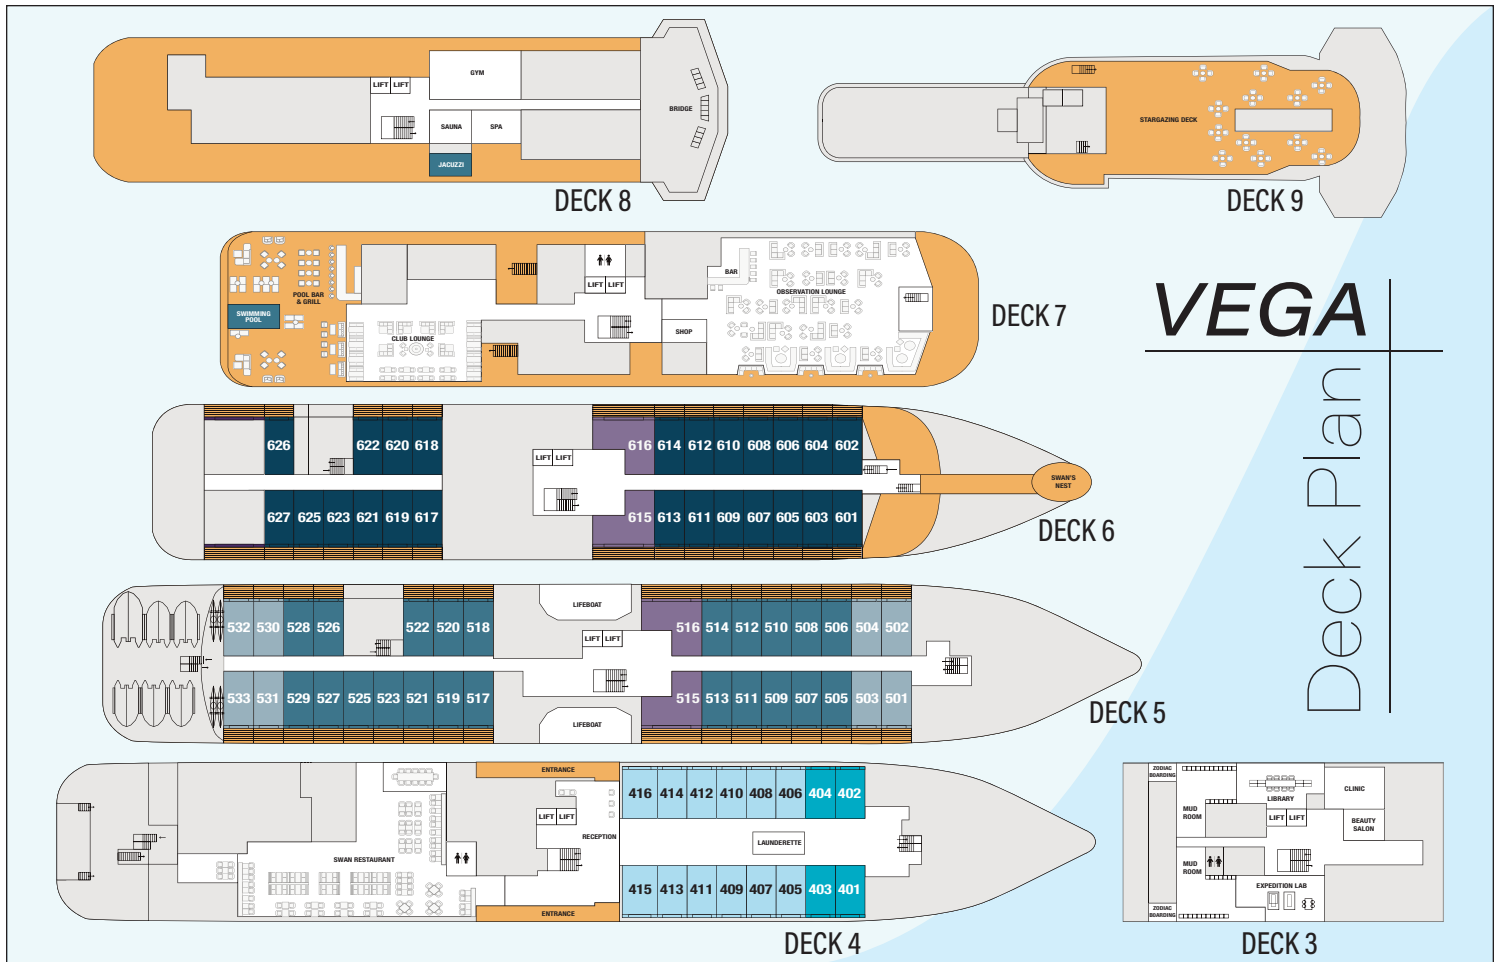 LIFT LIFT
GYM
SAUNA
SPA
JACUZZI
BRIDGE
DECK 8
STARGAZING DECK
DECK 9
POOL BAR
& GRILL
SWIMMING
POOL
CLUB LOUNGE
LIFT LIFT
SHOP
BAR
OBSERVATION LOUNGE
DECK 7
VEGA
Deck Plan
626 622 620 618
616 614 612 610 608 606 604 602
LIFT LIFT
627 625 623 621 619 617
615 613 611 609 607 605 603 601
SWAN'S
NEST
DECK 6
LIFEBOAT
532 530 528 526 522 520 518
516 514 512 510 508 506 504 502
LIFT LIFT
533 531 529 527 525 523 521 519 517
515 513 511 509 507 505 503 501
LIFEBOAT
DECK 5
ENTRANCE
416 414 412 410 408 406 404 402
LIFT LIFT
RECEPTION
LAUNDERETTE
SWAN RESTAURANT
415 413 411 409 407 405 403 401
ENTRANCE
DECK 4
ZODIAC
BOARDING
MUD
ROOM
LIBRARY
CLINIC
LIFT LIFT
BEAUTY
SALON
MUD
ROOM
EXPEDITION LAB
ZODIAC
BOARDING
DECK 3